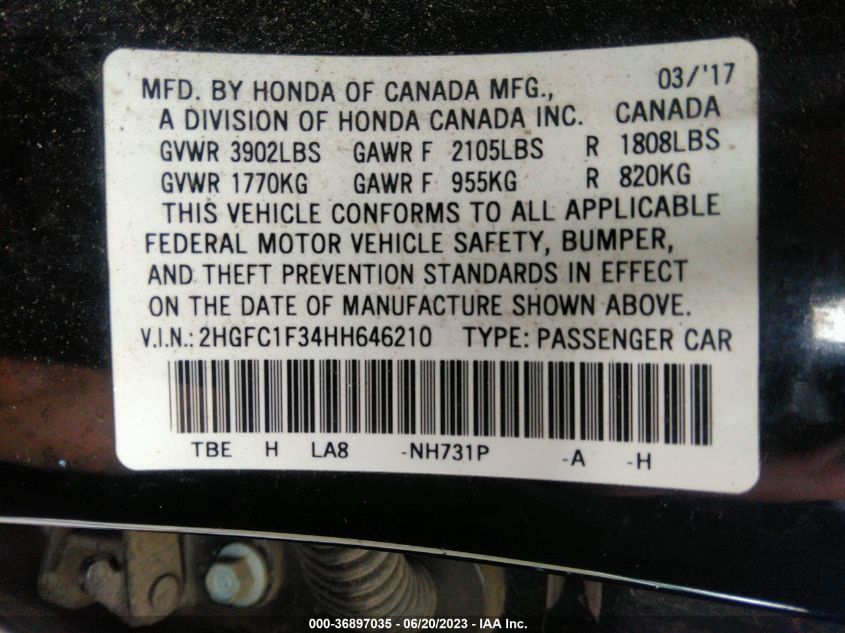 MFD. BY HONDA OF CANADA MFG., 03/'17
A DIVISION OF HONDA CANADA INC. CANADA
GVWR 3902LBS GAWR F 2105LBS R 1808LBS
GVWR 1770KG GAWR F 955KG R 820KG
THIS VEHICLE CONFORMS TO ALL APPLICABLE
FEDERAL MOTOR VEHICLE SAFETY, BUMPER,
AND THEFT PREVENTION STANDARDS IN EFFECT
ON THE DATE OF MANUFACTURE SHOWN ABOVE.
V.I.N.: 2HGFC1F34HH646210 TYPE: PASSENGER CAR
TBE H LA8 -NH731P -A -H
000-36897035 - 06/20/2023 - IAA Inc.